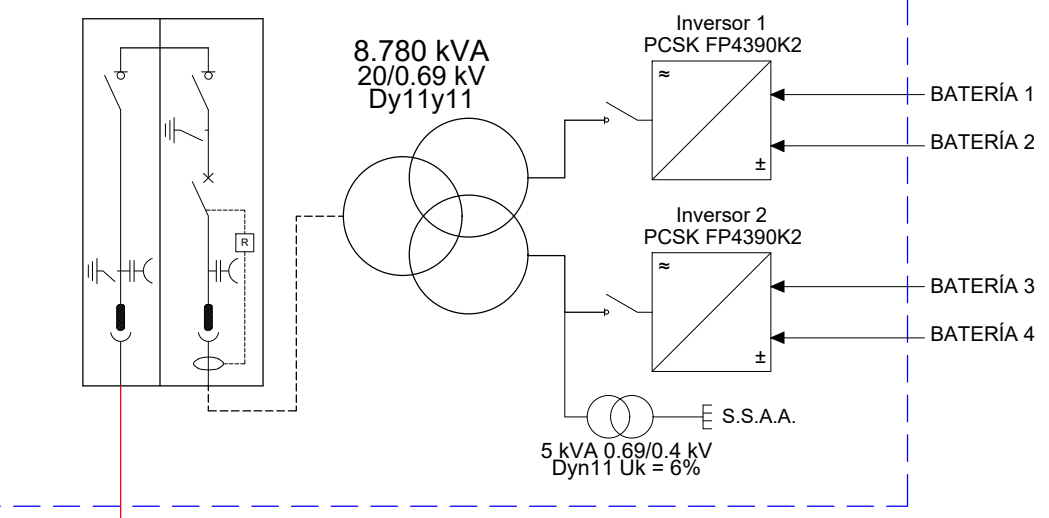 8.780 kVA
20/0.69 kV
Dy11y11
Inversor 1
PCSK FP4390K2
≈
±
BATERÍA 1
BATERÍA 2
R
Inversor 2
PCSK FP4390K2
≈
±
BATERÍA 3
BATERÍA 4
S.S.A.A.
5 kVA 0.69/0.4 kV
Dyn11 Uk = 6%